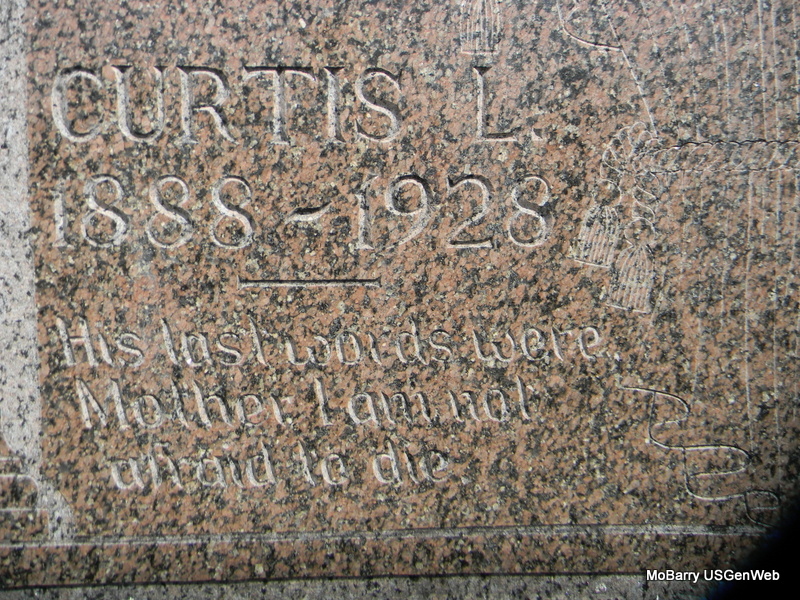 CURTIS L.
1888 ~ 1928
His last words were,
Mother I am not
afraid to die.
MoBarry USGenWeb